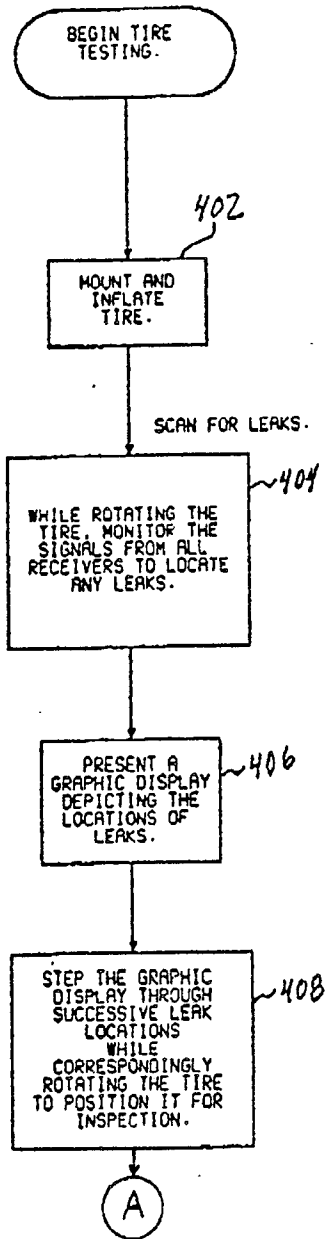 BEGIN TIRE
TESTING.
402
MOUNT AND
INFLATE
TIRE.
SCAN FOR LEAKS.
404
WHILE ROTATING THE
TIRE, MONITOR THE
SIGNALS FROM ALL
RECEIVERS TO LOCATE
ANY LEAKS.
406
PRESENT A
GRAPHIC DISPLAY
DEPICTING THE
LOCATIONS OF
LEAKS.
408
STEP THE GRAPHIC
DISPLAY THROUGH
SUCCESSIVE LEAK
LOCATIONS
WHILE
CORRESPONDINGLY
ROTATING THE TIRE
TO POSITION IT FOR
INSPECTION.
A